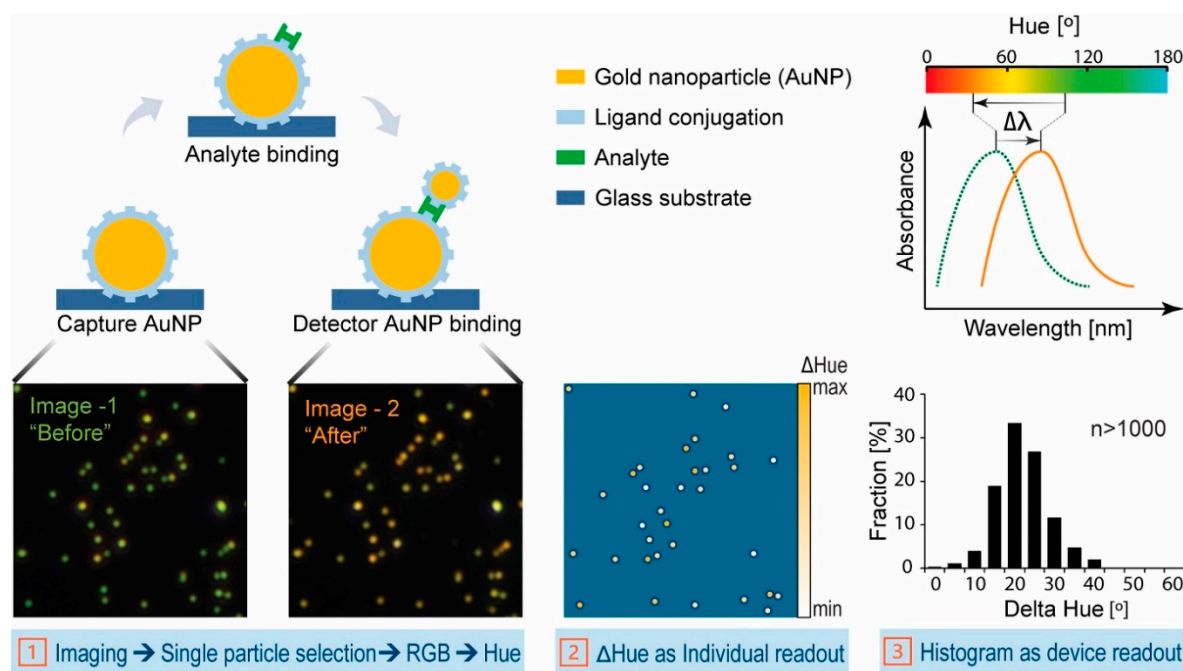 Analyte binding
Capture AuNP
Detector AuNP binding
Gold nanoparticle (AuNP)
Ligand conjugation
Analyte
Glass substrate
Hue [º]
0 60 120 180
Δλ
Absorbance
Wavelength [nm]
Image -1
“Before”
Image - 2
“After”
ΔHue
max
min
40
30
20
10
0
Fraction [%]
n>1000
0 10 20 30 40 50 60
Delta Hue [º]
1 Imaging → Single particle selection → RGB → Hue
2 ΔHue as Individual readout
3 Histogram as device readout